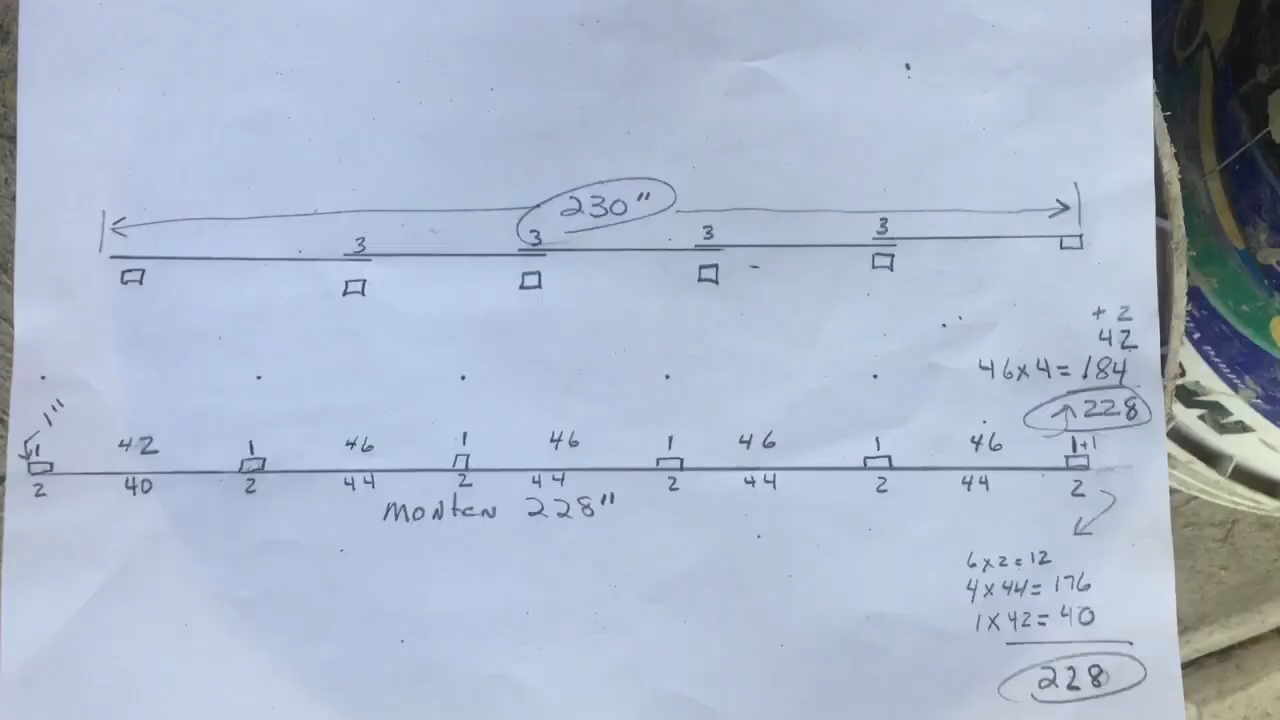 230"
3 3 3 3
+ 2
42
46x4=184
228
1"
1 42 1 46 1 46 1 46 1 46 1+1
2 40 2 44 2 44 2 44 2 44 2
monten 228"
6x2=12
4x44=176
1x42=40
228